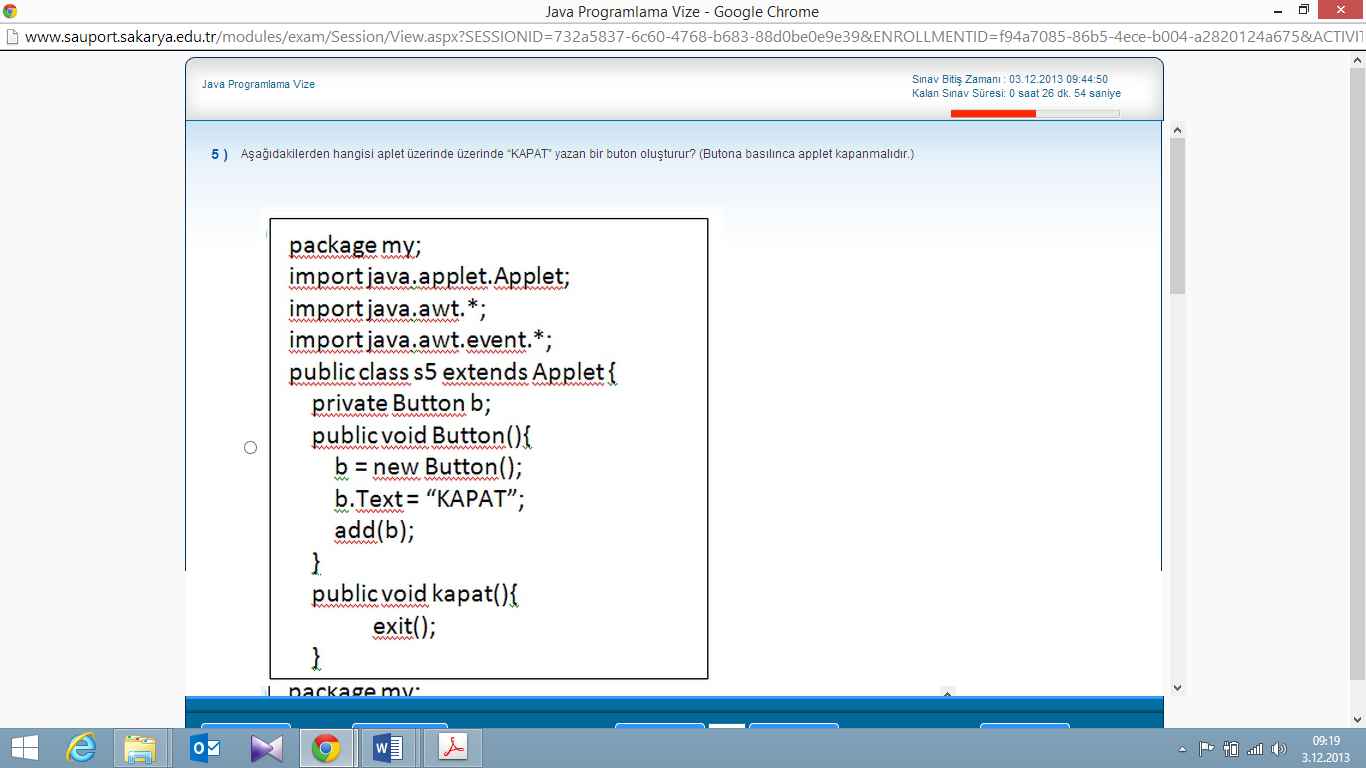 Java Programlama Vize - Google Chrome
www.sauport.sakarya.edu.tr/modules/exam/Session/View.aspx?SESSIONID=732a5837-6c60-4768-b683-88d0be0e9e39&ENROLLMENTID=f94a7085-86b5-4ece-b004-a2820124a675&ACTIVIT
Java Programlama Vize
Sınav Bitiş Zamanı : 03.12.2013 09:44:50
Kalan Sınav Süresi: 0 saat 26 dk. 54 saniye
5 ) Aşağıdakilerden hangisi aplet üzerinde üzerinde “KAPAT” yazan bir buton oluşturur? (Butona basılınca applet kapanmalıdır.)
package my;
import java.applet.Applet;
import java.awt.*;
import java.awt.event.*;
public class s5 extends Applet {
private Button b;
public void Button(){
b = new Button();
b.Text = “KAPAT”;
add(b);
}
public void kapat(){
exit();
}
package my;
09:19
3.12.2013